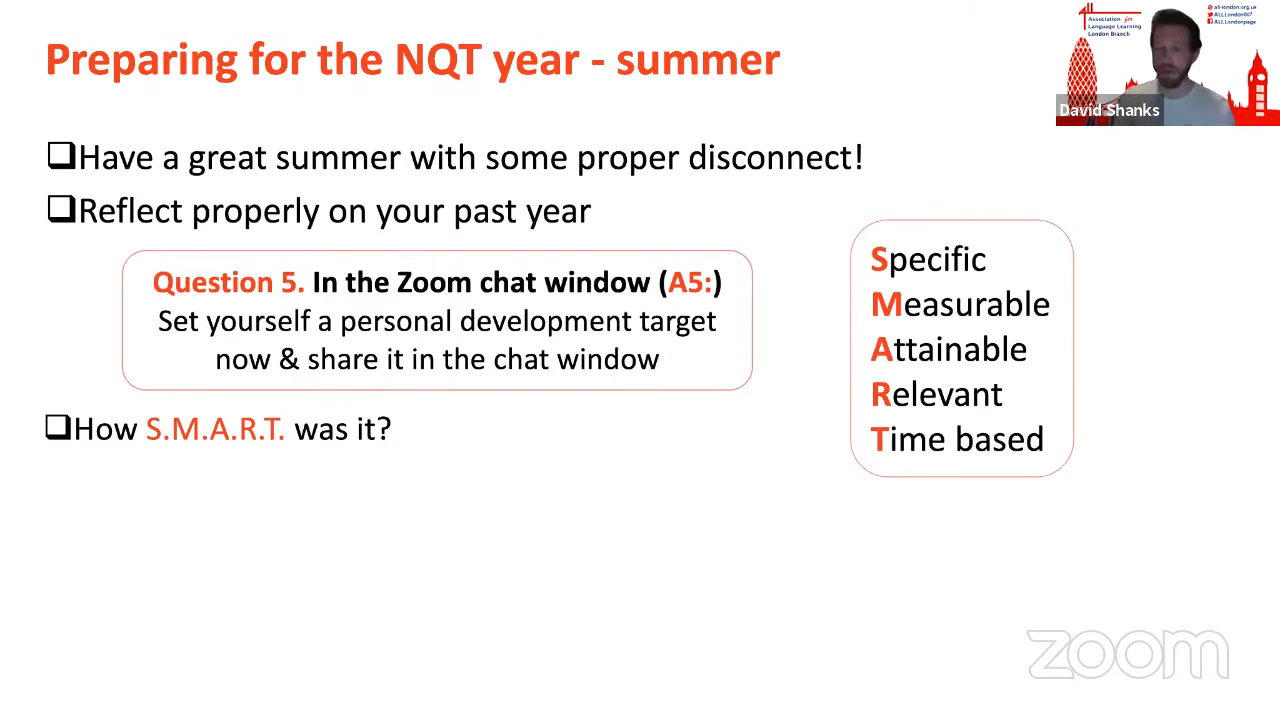 Preparing for the NQT year - summer
Association for
Language Learning
London Branch
all-london.org.uk
ALLLondon007
ALLLondonpage
David Shanks
❑Have a great summer with some proper disconnect!
❑Reflect properly on your past year
Question 5. In the Zoom chat window (A5:)
Set yourself a personal development target
now & share it in the chat window
❑How S.M.A.R.T. was it?
Specific
Measurable
Attainable
Relevant
Time based
zoom